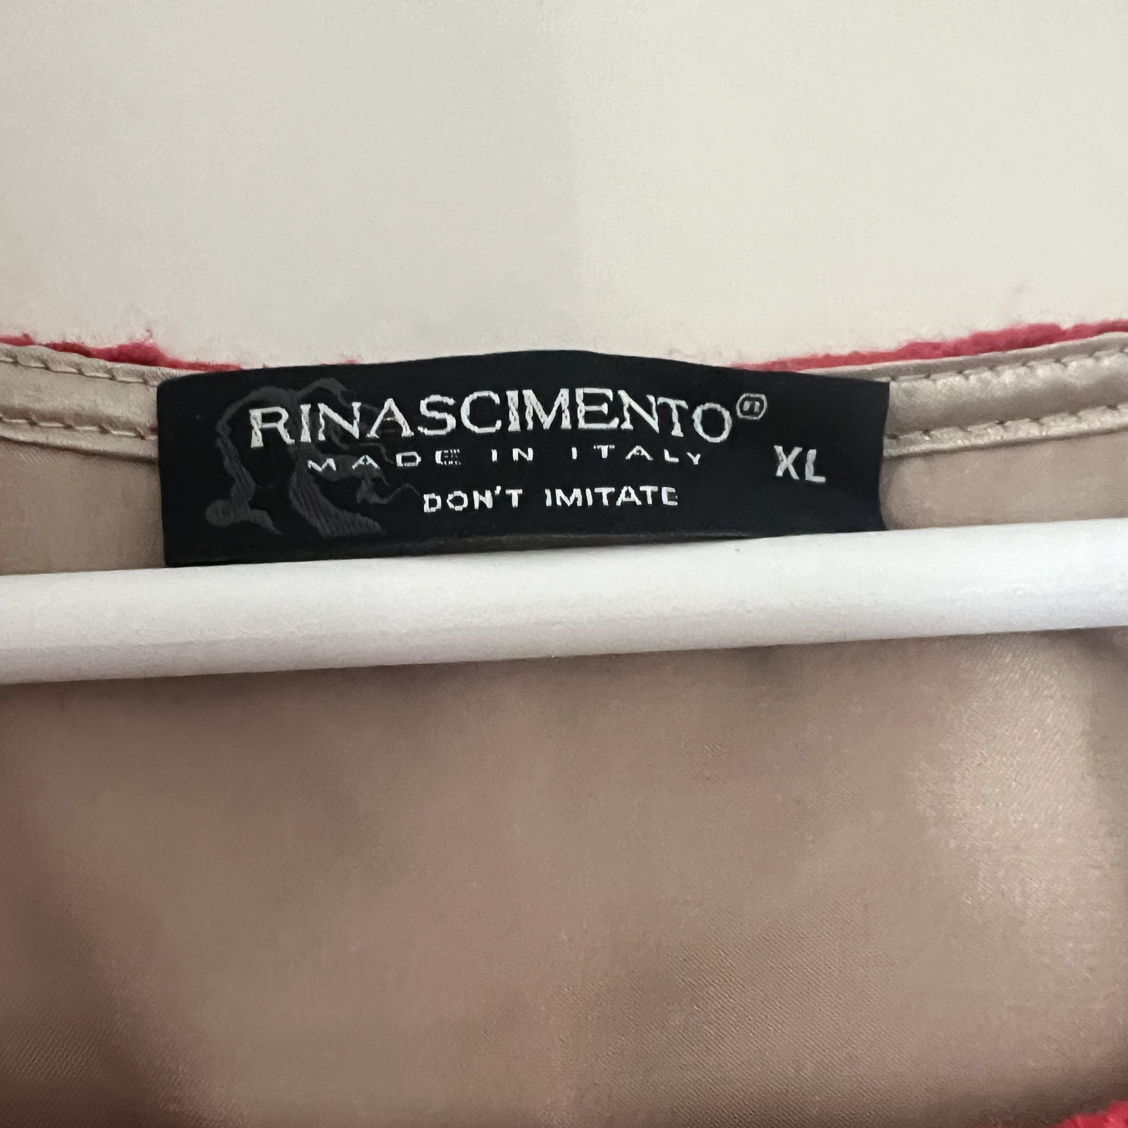 RINASCIMENTO®
MADE IN ITALY
XL
DON'T IMITATE